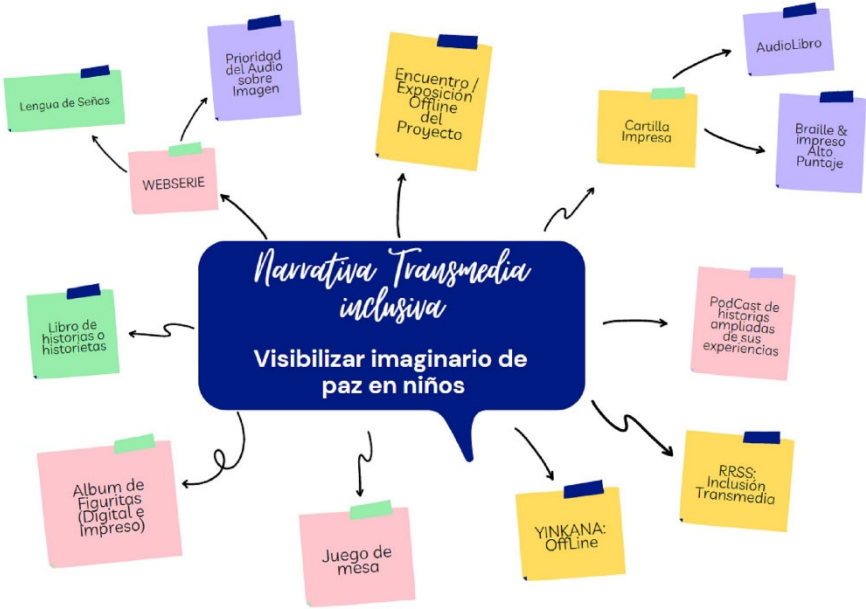 Lengua de Señas
Prioridad
del Audio
sobre
Imagen
WEBSERIE
Encuentro /
Exposición
Offline
del
Proyecto
Cartilla
Impresa
AudioLibro
Braille &
impreso
Alto
Puntaje
Narrativa Transmedia
inclusiva
Visibilizar imaginario de
paz en niños
Libro de
historias o
historietas
PodCast de
historias
ampliadas
de sus
experiencias
Album de
Figuritas
(Digital e
Impreso)
Juego de
mesa
YINKANA:
OffLine
RRSS:
Inclusión
Transmedia